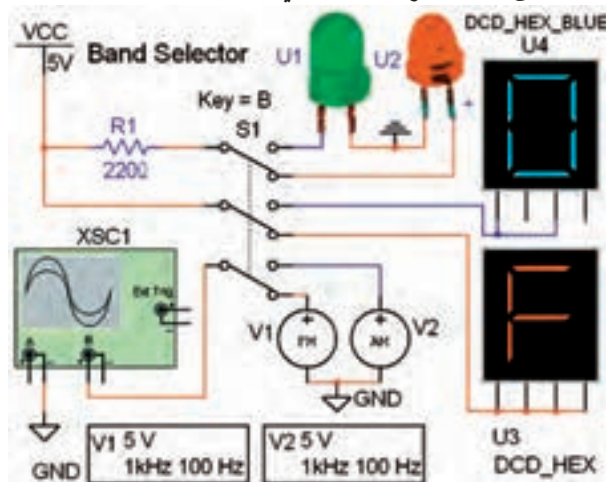 VCC
5V
Band Selector
U1
U2
DCD_HEX_BLUE
U4
Key = B
S1
R1
2200
+
XSC1
Ext Trig
A
B
V1
FM
AM
V2
GND
GND
V1 5 V
1kHz 100 Hz
V2 5 V
1kHz 100 Hz
U3
DCD_HEX